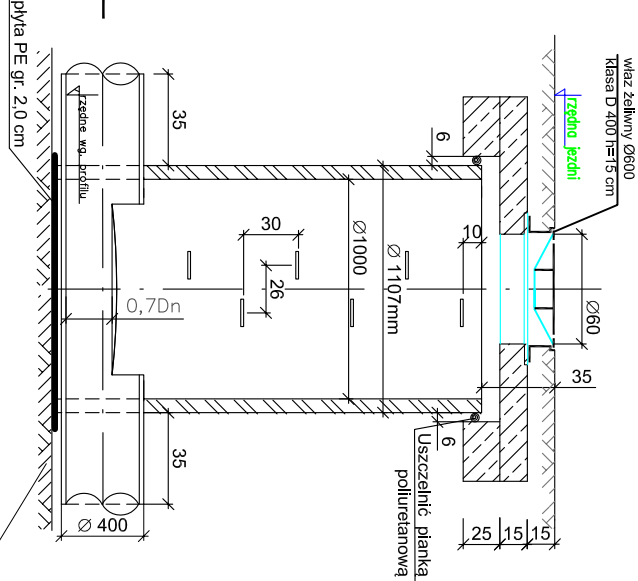 właz żeliwny Ø600
klasa D 400 h=15 cm
rzędna jezdni
Ø60
35
6
10
30
26
Ø1000
Ø 1107mm
0,7Dn
rzędne wg. profilu
35
35
6
Uszczelnić pianką
poliuretanową
25
15
15
Ø 400
płyta PE gr. 2,0 cm